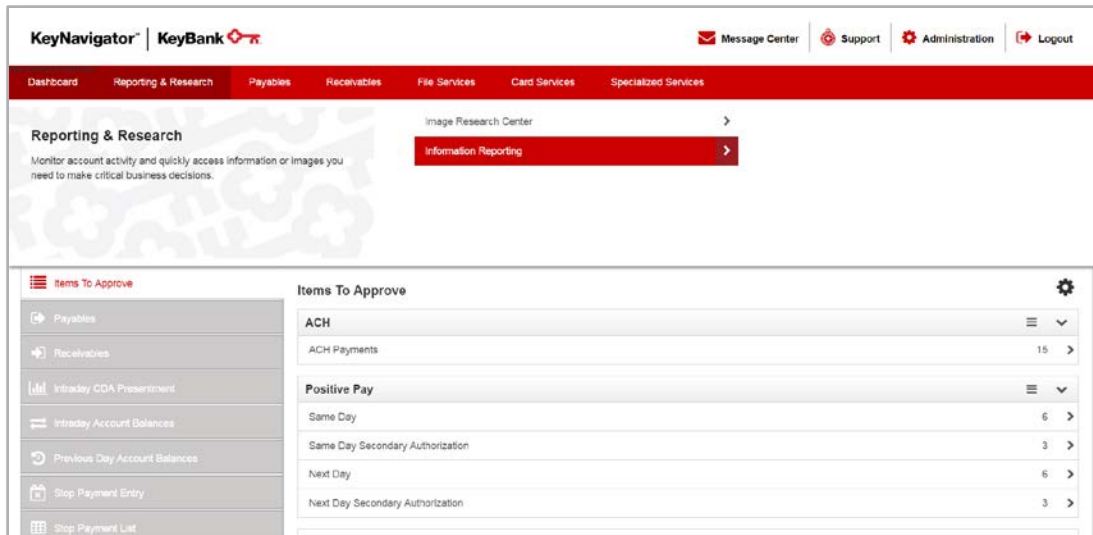 KeyNavigator™ | KeyBank
Message Center
Support
Administration
Logout
Dashboard
Reporting & Research
Payables
Receivables
File Services
Card Services
Specialized Services
Reporting & Research
Monitor account activity and quickly access information or images you
need to make critical business decisions.
Image Research Center
Information Reporting
Items To Approve
Payables
Receivables
Intraday CDA Presentment
Intraday Account Balances
Previous Day Account Balances
Stop Payment Entry
Stop Payment List
Items To Approve
ACH
ACH Payments 15
Positive Pay
Same Day 6
Same Day Secondary Authorization 3
Next Day 6
Next Day Secondary Authorization 3